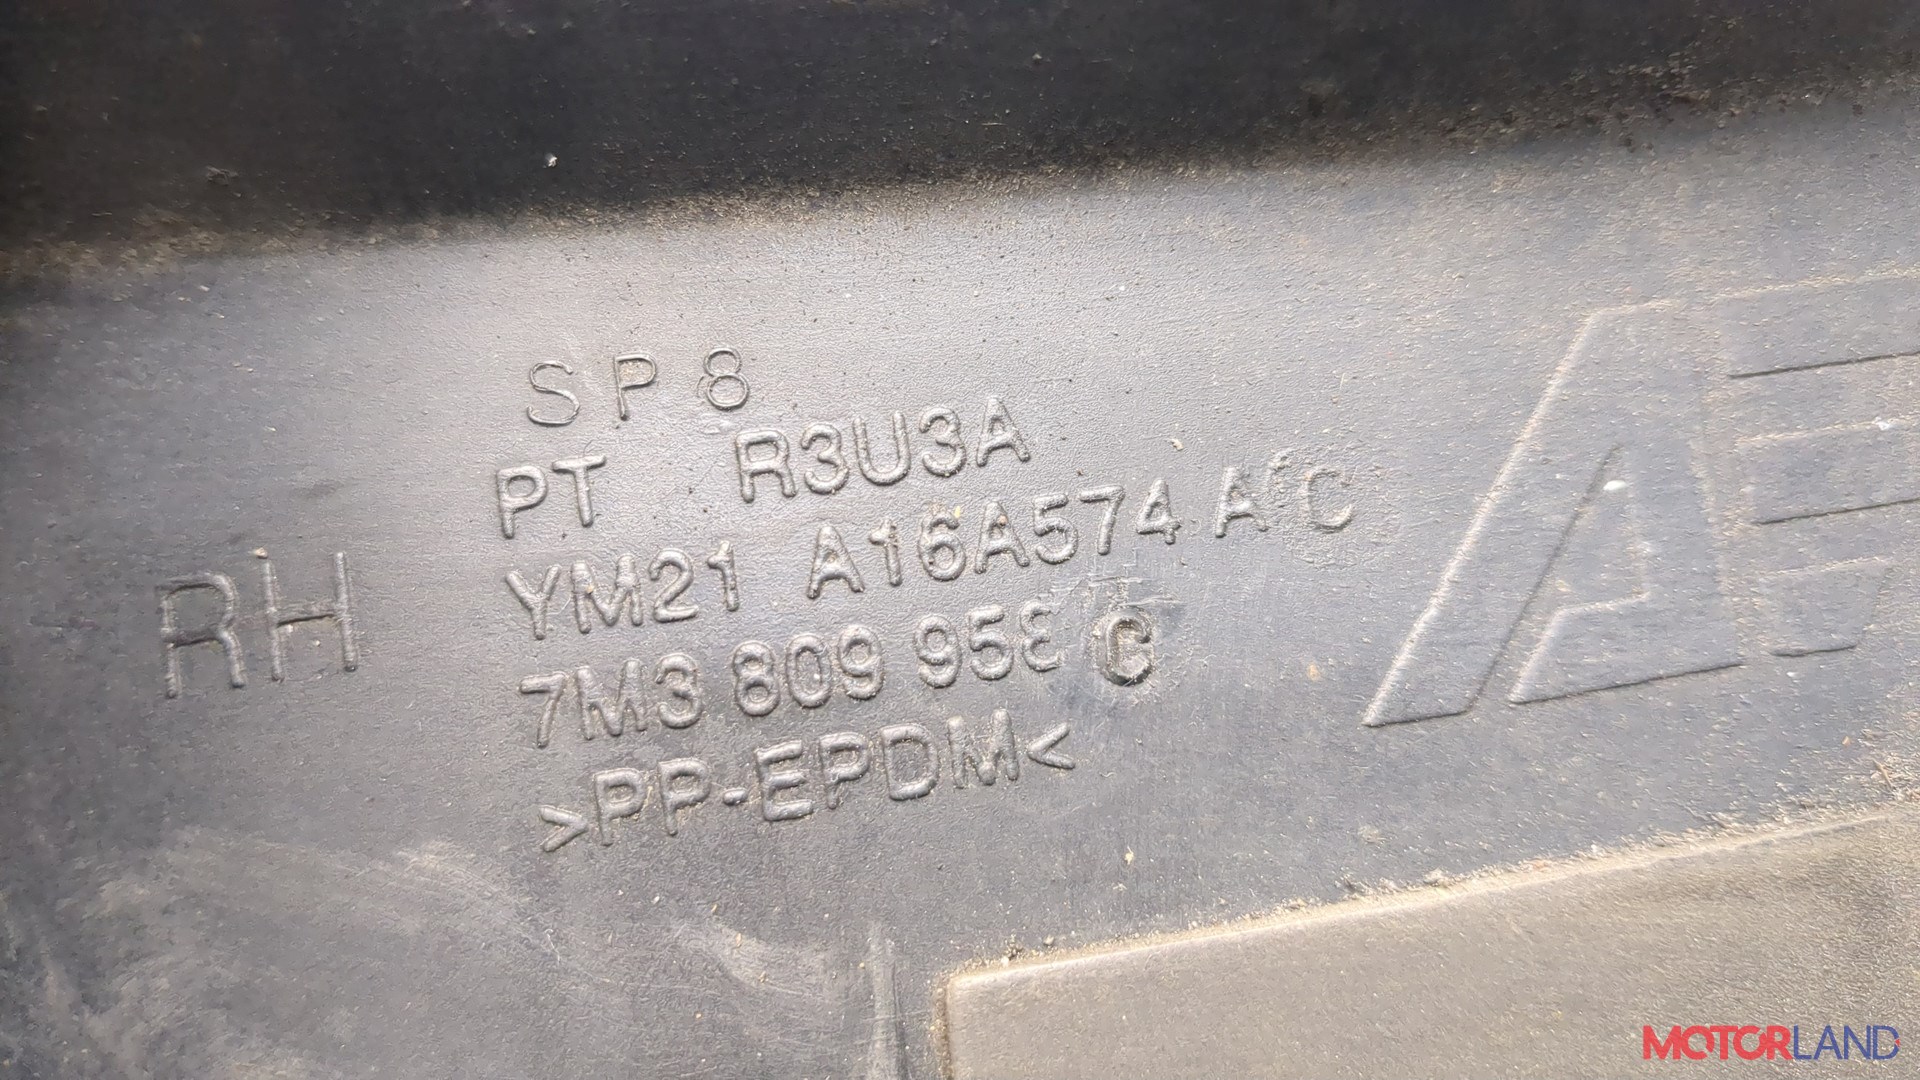 SP8
PT R3U3A
YM21 A16A574 A C
RH
7M3 809 958 C
>PP-EPDM<
MOTORLAND